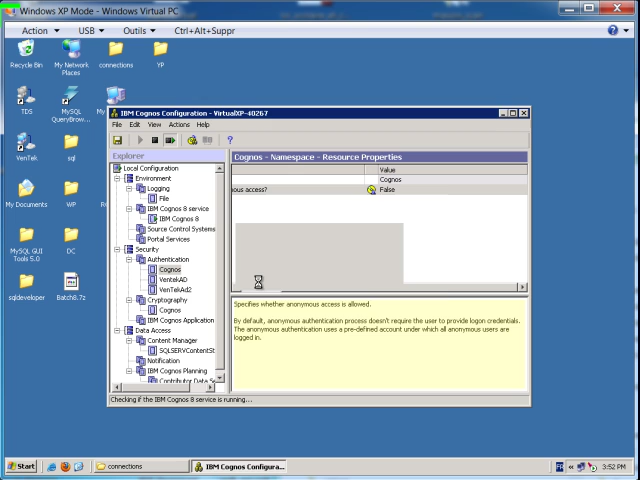 Windows XP Mode - Windows Virtual PC
Action
USB
Outils
Ctrl+Alt+Suppr
Recycle Bin
My Network Places
connections
YP
TDS
MySQL QueryBrow...
My
VenTek
sql
My Documents
WP
MySQL GUI Tools 5.0
DC
sqldeveloper
Batch8.7z
IBM Cognos Configuration - VirtualXP-40267
File Edit View Actions Help
Explorer
Local Configuration
Environment
Logging
File
IBM Cognos 8 service
IBM Cognos 8
Source Control Systems
Portal Services
Security
Authentication
Cognos
VentekAD
VenTekAd2
Cryptography
Cognos
IBM Cognos Application
Data Access
Content Manager
SQLSERVContentSt
Notification
IBM Cognos Planning
Contributor Data Se
Cognos - Namespace - Resource Properties
Value
Cognos
ous access?
False
Specifies whether anonymous access is allowed.
By default, anonymous authentication process doesn't require the user to provide logon credentials.
The anonymous authentication uses a pre-defined account under which all anonymous users are
logged in.
Checking if the IBM Cognos 8 service is running...
Start
connections
IBM Cognos Configura...
FR
3:52 PM